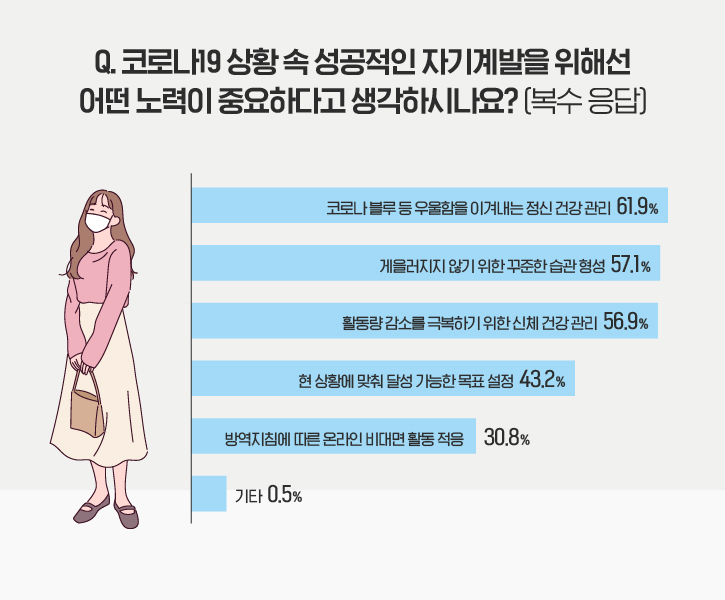 Q. 코로나19 상황 속 성공적인 자기계발을 위해선
어떤 노력이 중요하다고 생각하시나요? (복수 응답)
코로나 블루 등 우울함을 이겨내는 정신 건강 관리 61.9%
게을러지지 않기 위한 꾸준한 습관 형성 57.1%
활동량 감소를 극복하기 위한 신체 건강 관리 56.9%
현 상황에 맞춰 달성 가능한 목표 설정 43.2%
방역지침에 따른 온라인 비대면 활동 적응 30.8%
기타 0.5%